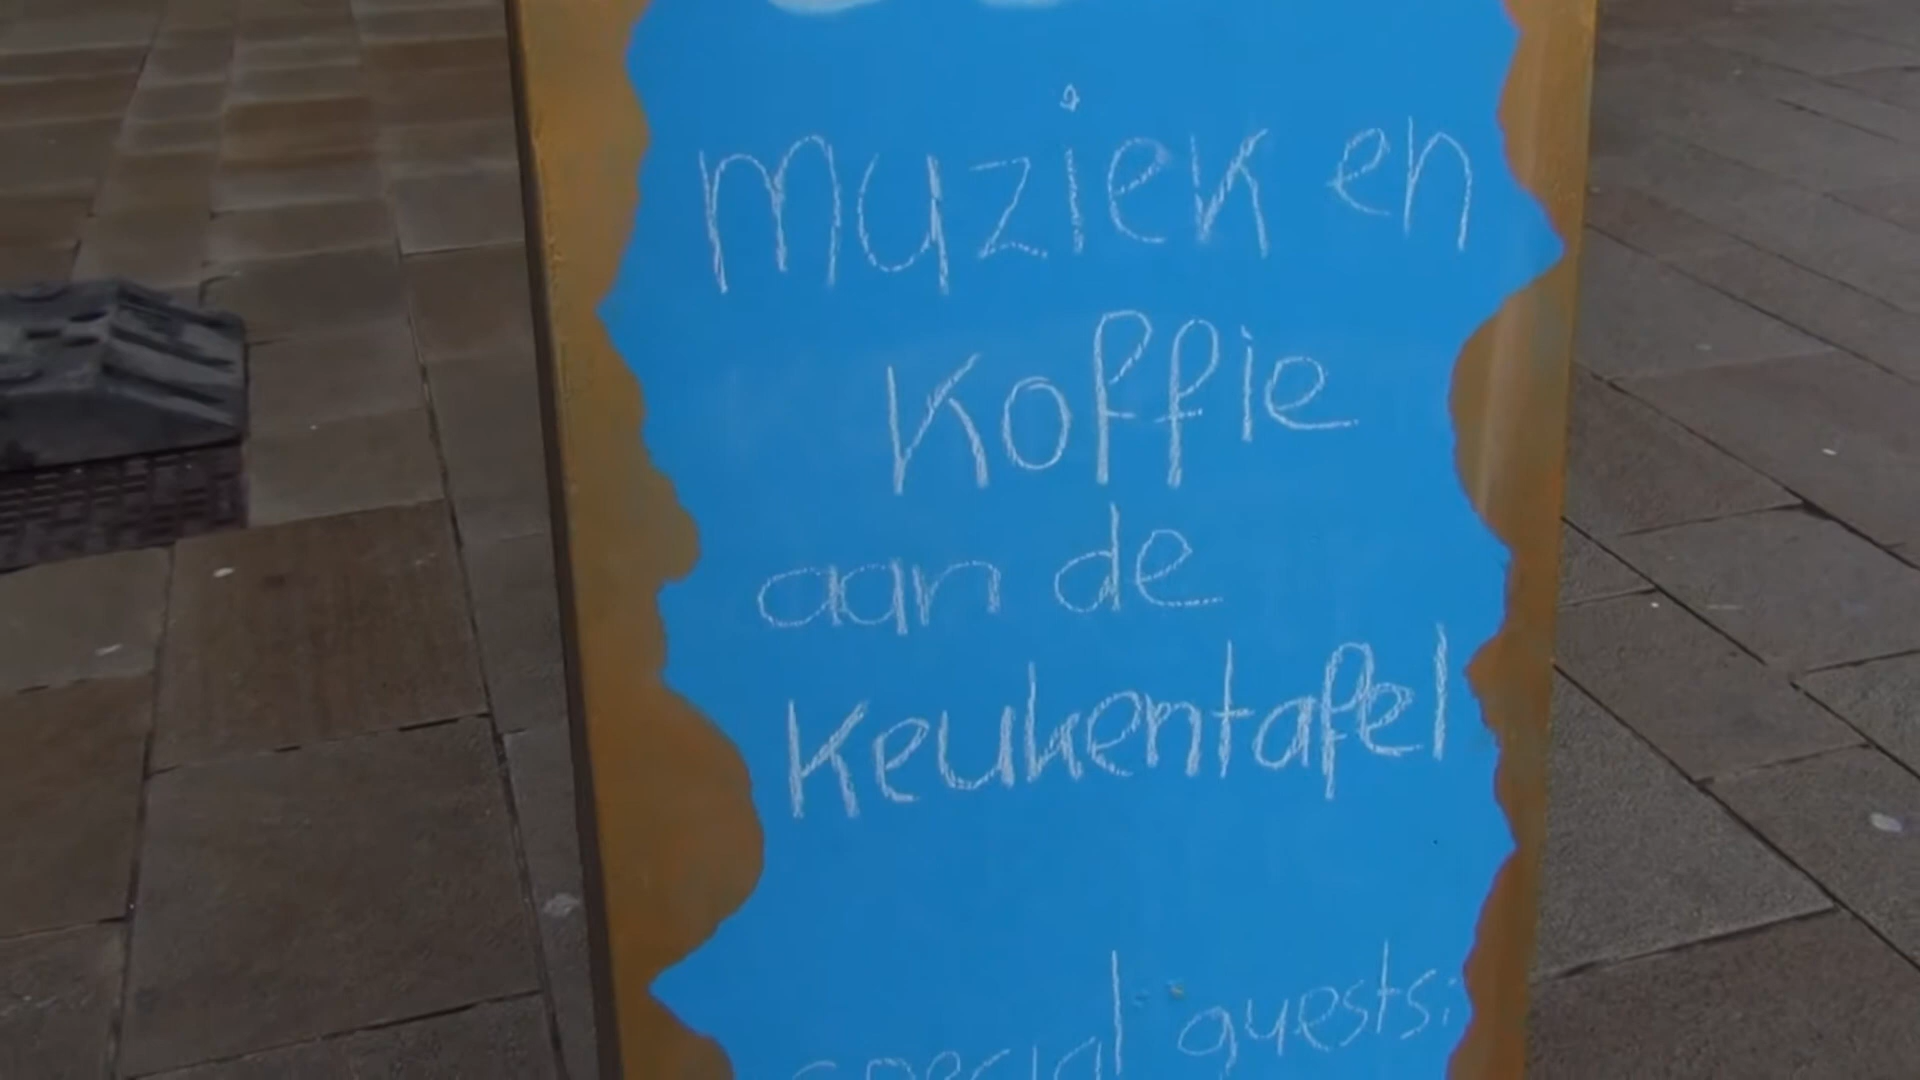 muziek en
koffie
aan de
keukentafel
special guests: